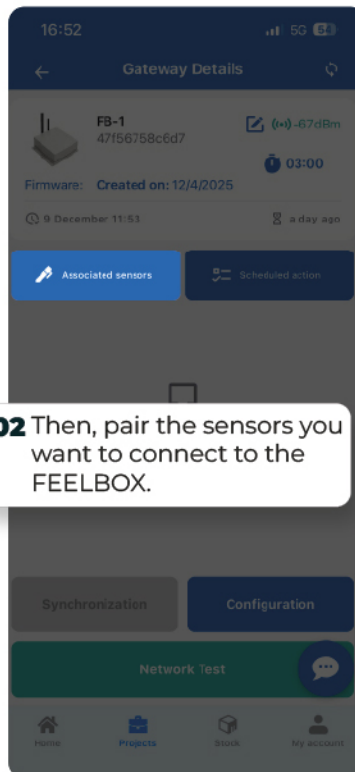 16:52
5G 54
Gateway Details
FB-1
47f56758c6d7
-67dBm
03:00
Firmware: Created on: 12/4/2025
9 December 11:53
a day ago
Associated sensors
Scheduled action
02 Then, pair the sensors you
want to connect to the
FEELBOX.
Synchronization
Configuration
Network Test
Home
Projects
Stock
My account